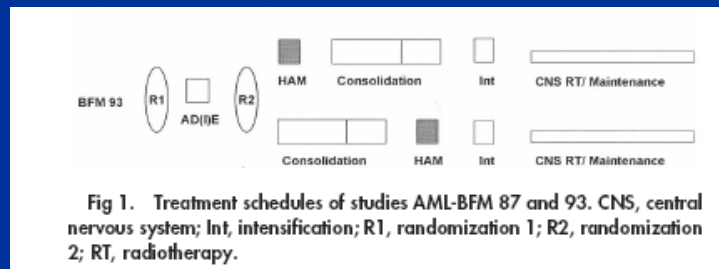 HAM Consolidation Int CNS RT/ Maintenance
BFM 93 R1 AD(I)E R2
Consolidation HAM Int CNS RT/ Maintenance
Fig 1. Treatment schedules of studies AML-BFM 87 and 93. CNS, central
nervous system; Int, intensification; R1, randomization 1; R2, randomization
2; RT, radiotherapy.